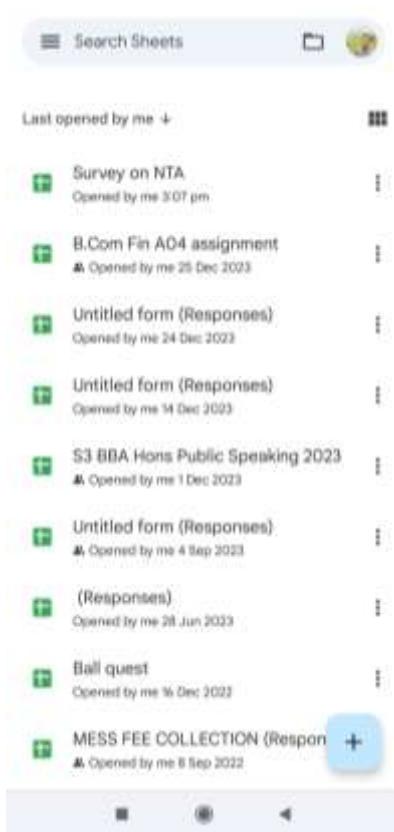 Search Sheets
Last opened by me ↓
Survey on NTA
Opened by me 3:07 pm
B.Com Fin A04 assignment
Opened by me 25 Dec 2023
Untitled form (Responses)
Opened by me 24 Dec 2023
Untitled form (Responses)
Opened by me 14 Dec 2023
S3 BBA Hons Public Speaking 2023
Opened by me 1 Dec 2023
Untitled form (Responses)
Opened by me 4 Sep 2023
(Responses)
Opened by me 28 Jun 2023
Ball quest
Opened by me 16 Dec 2022
MESS FEE COLLECTION (Respon
Opened by me 8 Sep 2022